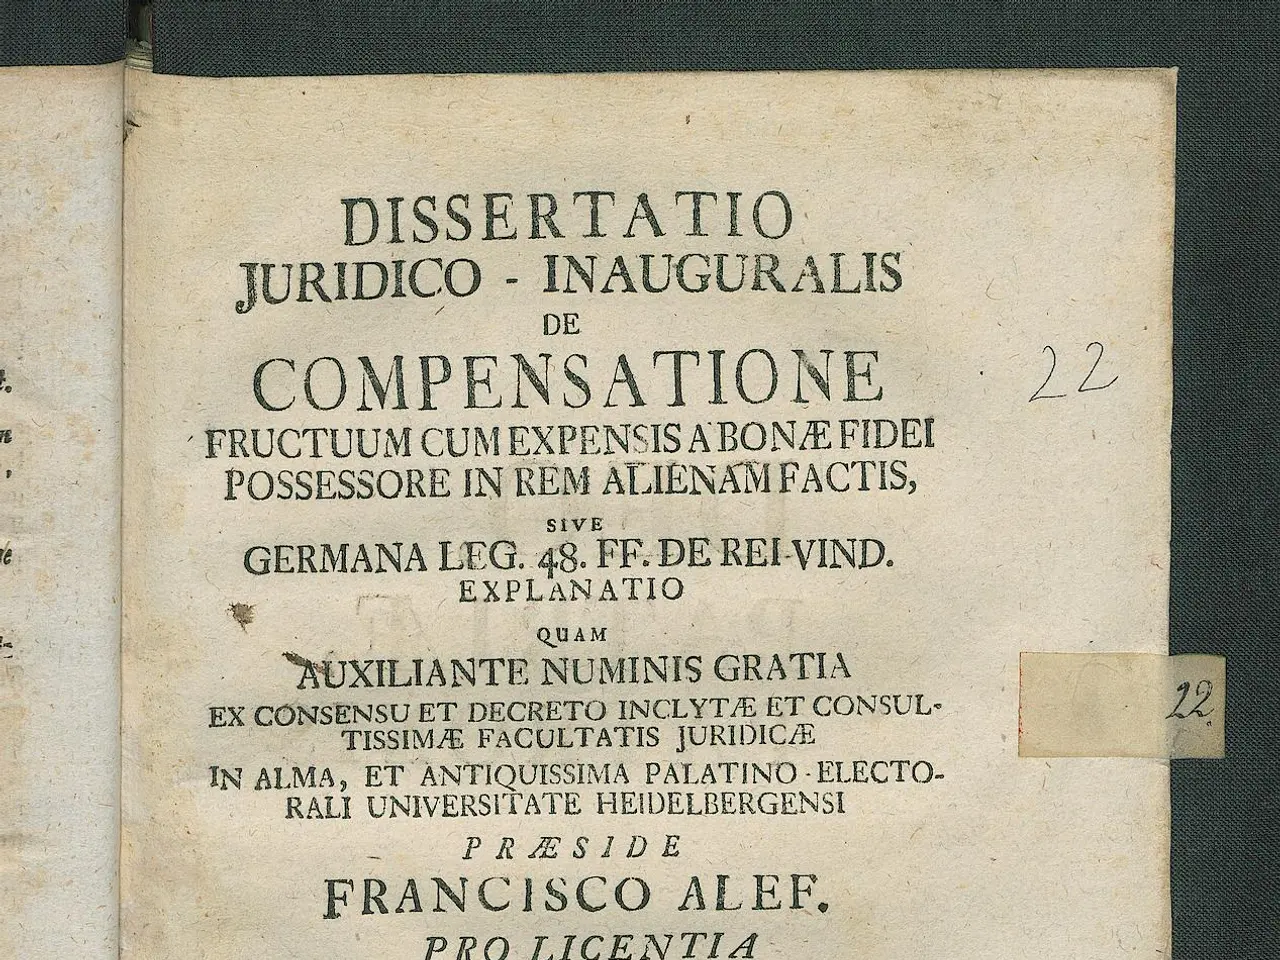 DISSERTATIO
JURIDICO - INAUGURALIS
DE
COMPENSATIONE
22
FRUCTUUM CUM EXPENSIS A BONÆ FIDEI
POSSESSORE IN REM ALIENAM FACTIS,
SIVE
GERMANA LEG. 48. FF. DE REI-VIND.
EXPLANATIO
QUAM
AUXILIANTE NUMINIS GRATIA
22.
EX CONSENSU ET DECRETO INCLYTÆ ET CONSUL-
TISSIMÆ FACULTATIS JURIDICÆ
IN ALMA, ET ANTIQUISSIMA PALATINO-ELECTO-
RALI UNIVERSITATE HEIDELBERGENSI
PRÆSIDE
FRANCISCO ALEF.
PRO LICENTIA